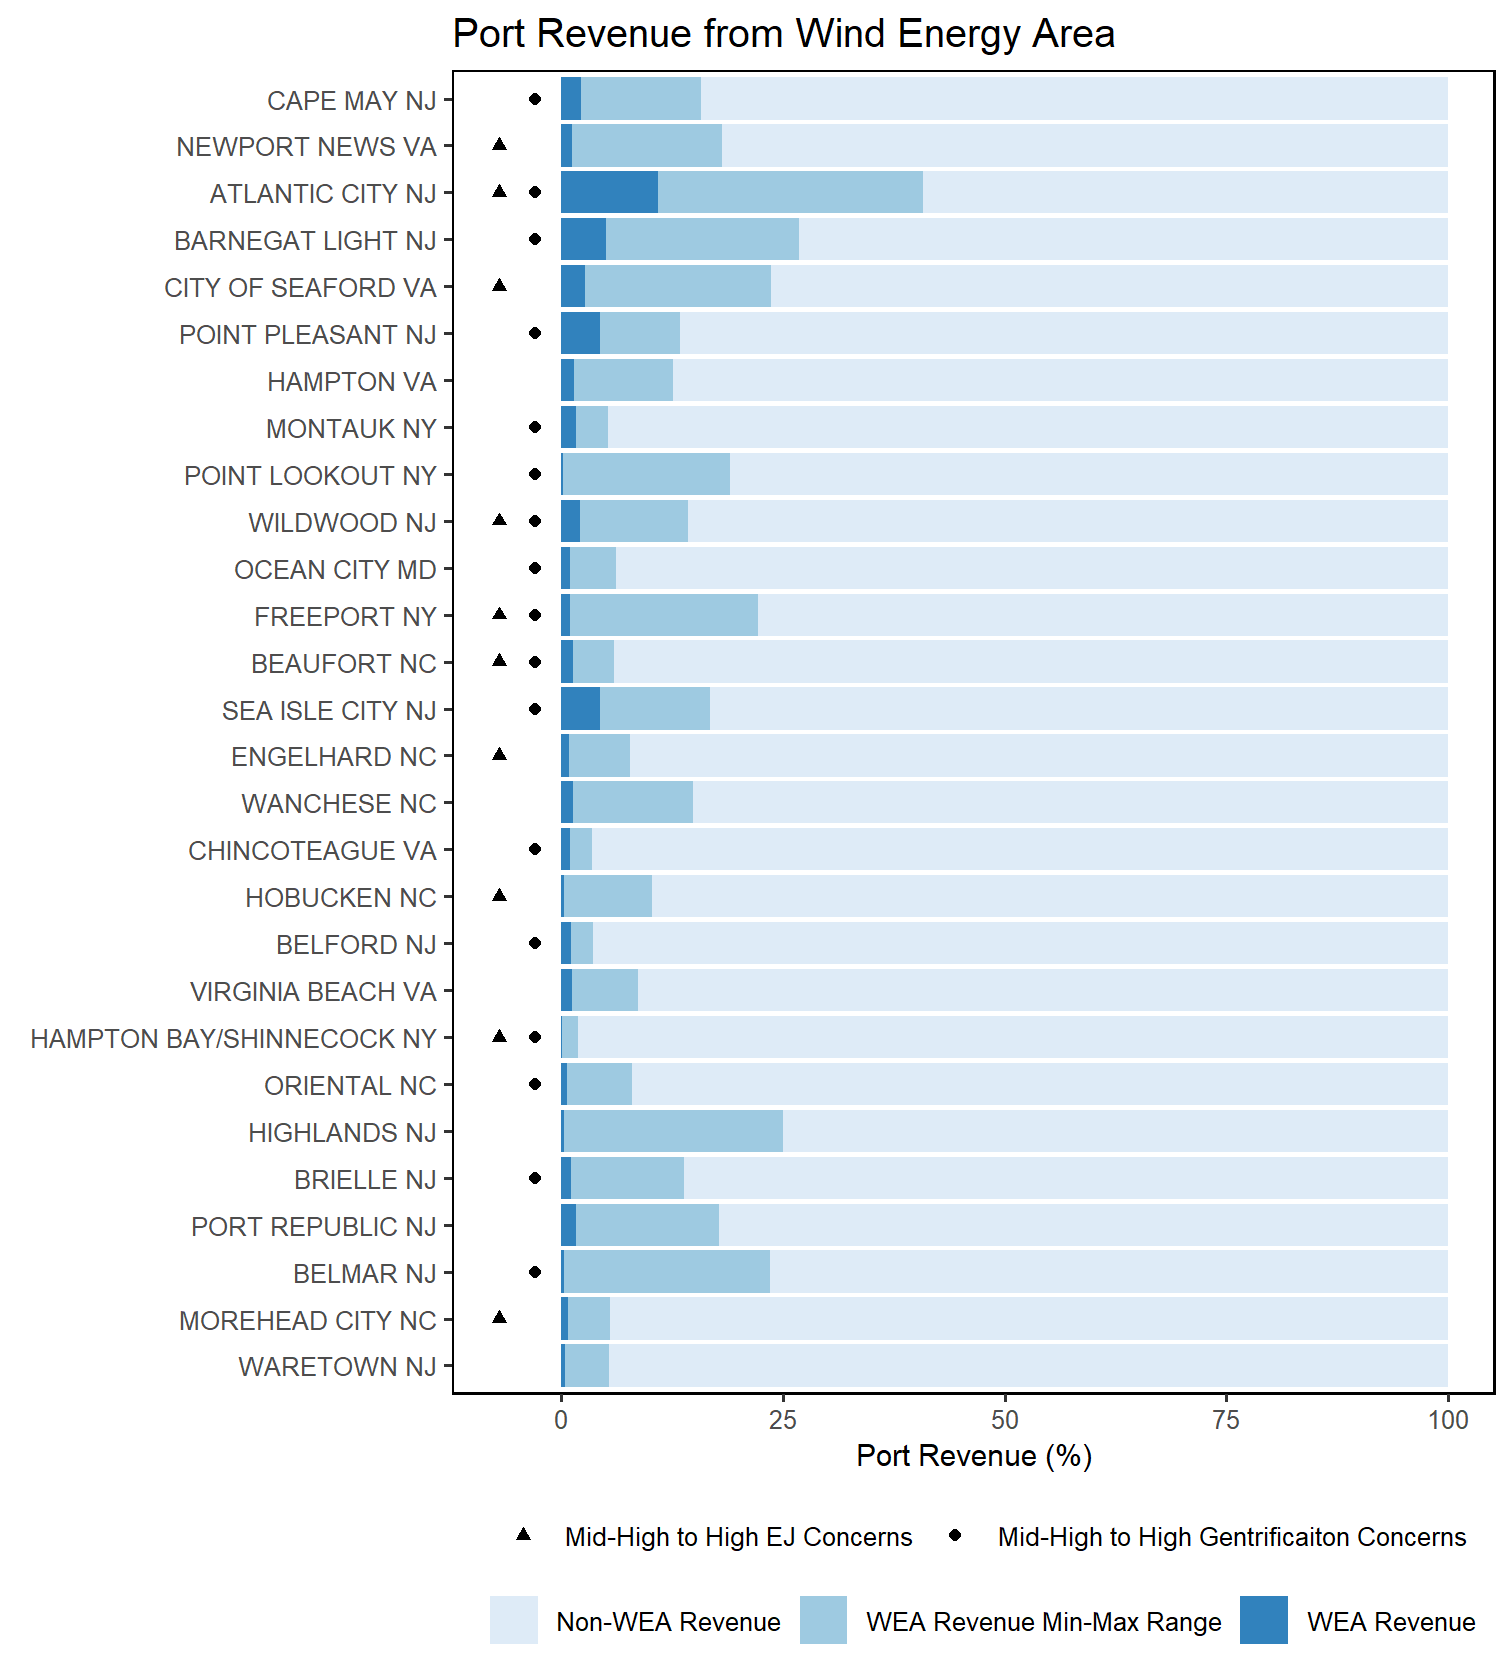 Port Revenue from Wind Energy Area
CAPE MAY NJ
NEWPORT NEWS VA
ATLANTIC CITY NJ
BARNEGAT LIGHT NJ
CITY OF SEAFORD VA
POINT PLEASANT NJ
HAMPTON VA
MONTAUK NY
POINT LOOKOUT NY
WILDWOOD NJ
OCEAN CITY MD
FREEPORT NY
BEAUFORT NC
SEA ISLE CITY NJ
ENGELHARD NC
WANCHESE NC
CHINCOTEAGUE VA
HOBUCKEN NC
BELFORD NJ
VIRGINIA BEACH VA
HAMPTON BAY/SHINNECOCK NY
ORIENTAL NC
HIGHLANDS NJ
BRIELLE NJ
PORT REPUBLIC NJ
BELMAR NJ
MOREHEAD CITY NC
WARETOWN NJ
0 25 50 75 100
Port Revenue (%)
Mid-High to High EJ Concerns Mid-High to High Gentrificaiton Concerns
Non-WEA Revenue WEA Revenue Min-Max Range WEA Revenue